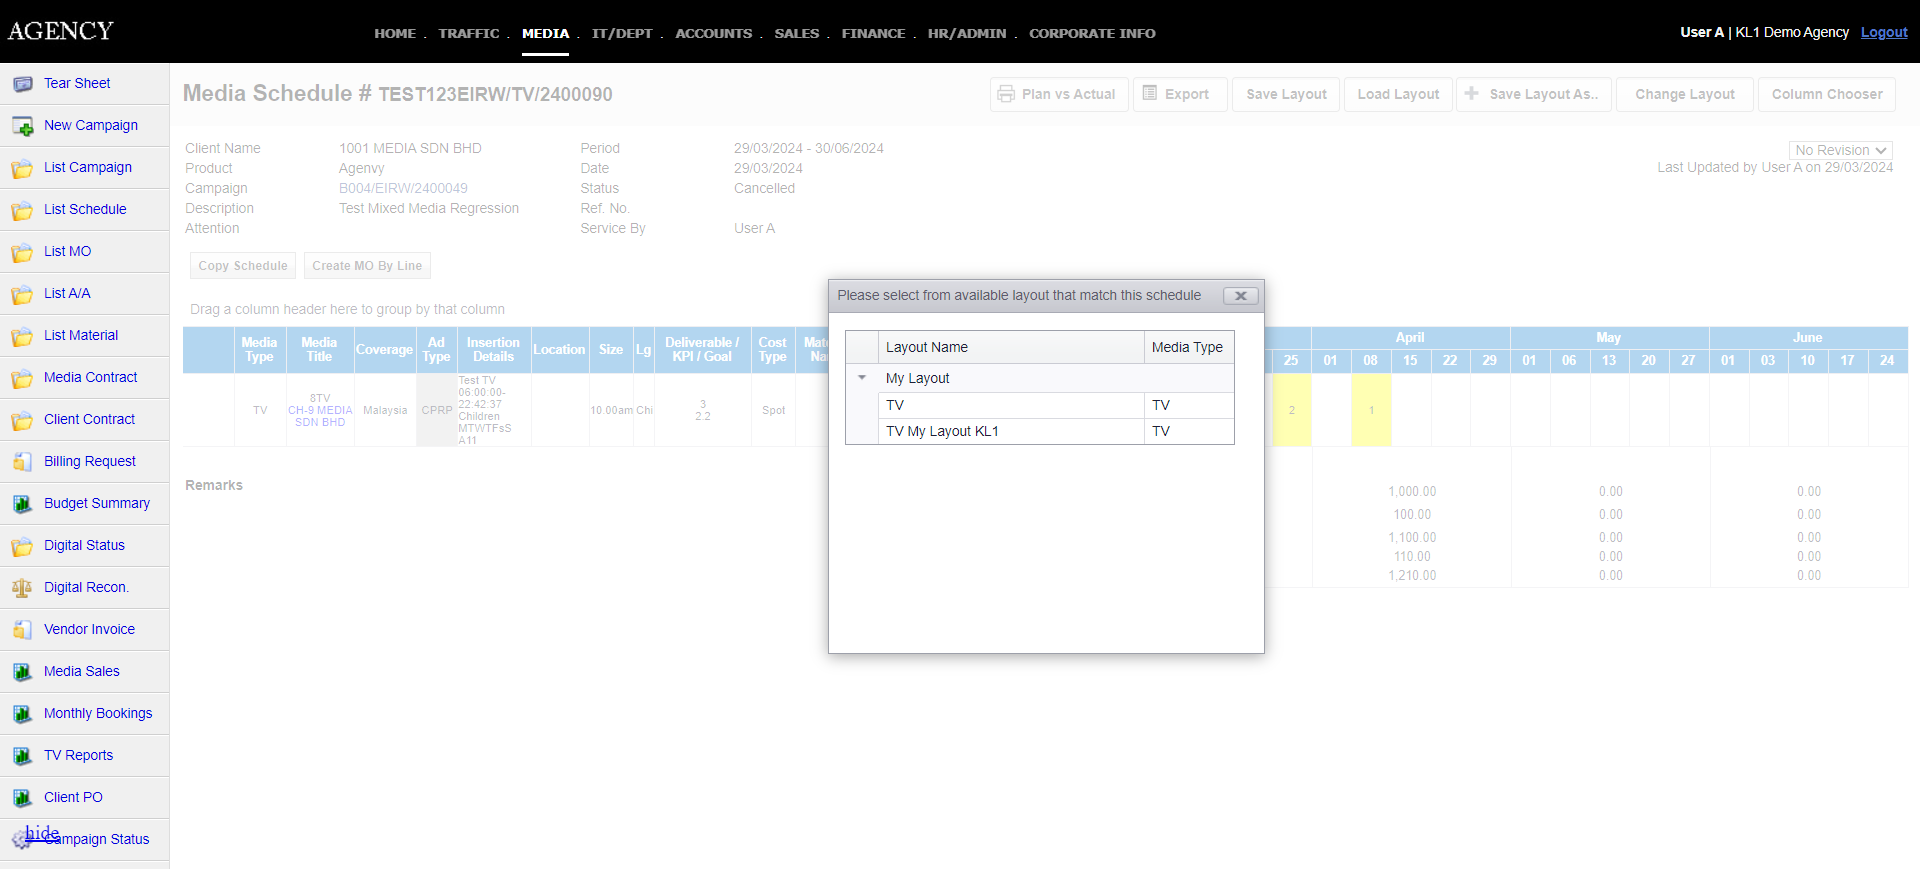 AGENCY
HOME . TRAFFIC . MEDIA . IT/DEPT . ACCOUNTS . SALES . FINANCE . HR/ADMIN . CORPORATE INFO
User A | KL1 Demo Agency Logout
Tear Sheet
New Campaign
List Campaign
List Schedule
List MO
List A/A
List Material
Media Contract
Client Contract
Billing Request
Budget Summary
Digital Status
Digital Recon.
Vendor Invoice
Media Sales
Monthly Bookings
TV Reports
Client PO
hide
Campaign Status
Media Schedule # TEST123EIRW/TV/2400090
Plan vs Actual
Export
Save Layout
Load Layout
Save Layout As..
Change Layout
Column Chooser
Client Name 1001 MEDIA SDN BHD Period 29/03/2024 - 30/06/2024
No Revision
Product Agenvy Date 29/03/2024
Last Updated by User A on 29/03/2024
Campaign B004/EIRW/2400049 Status Cancelled
Description Test Mixed Media Regression Ref. No.
Attention Service By User A
Copy Schedule
Create MO By Line
Drag a column header here to group by that column
Media Type
Media Title
Coverage
Ad Type
Insertion Details
Location
Size
Lg
Deliverable / KPI / Goal
Cost Type
April May June
25 01 08 15 22 29 01 06 13 20 27 01 03 10 17 24
TV
8TV
CH-9 MEDIA
SDN BHD
Malaysia
CPRP
Test TV
06:00:00-
22:42:37
Children
MTWTFsS
A11
10.00am
Chi
3
2.2
Spot
2
1
Remarks
1,000.00 0.00 0.00
100.00 0.00 0.00
1,100.00 0.00 0.00
110.00 0.00 0.00
1,210.00 0.00 0.00
Please select from available layout that match this schedule
Layout Name Media Type
My Layout
TV TV
TV My Layout KL1 TV